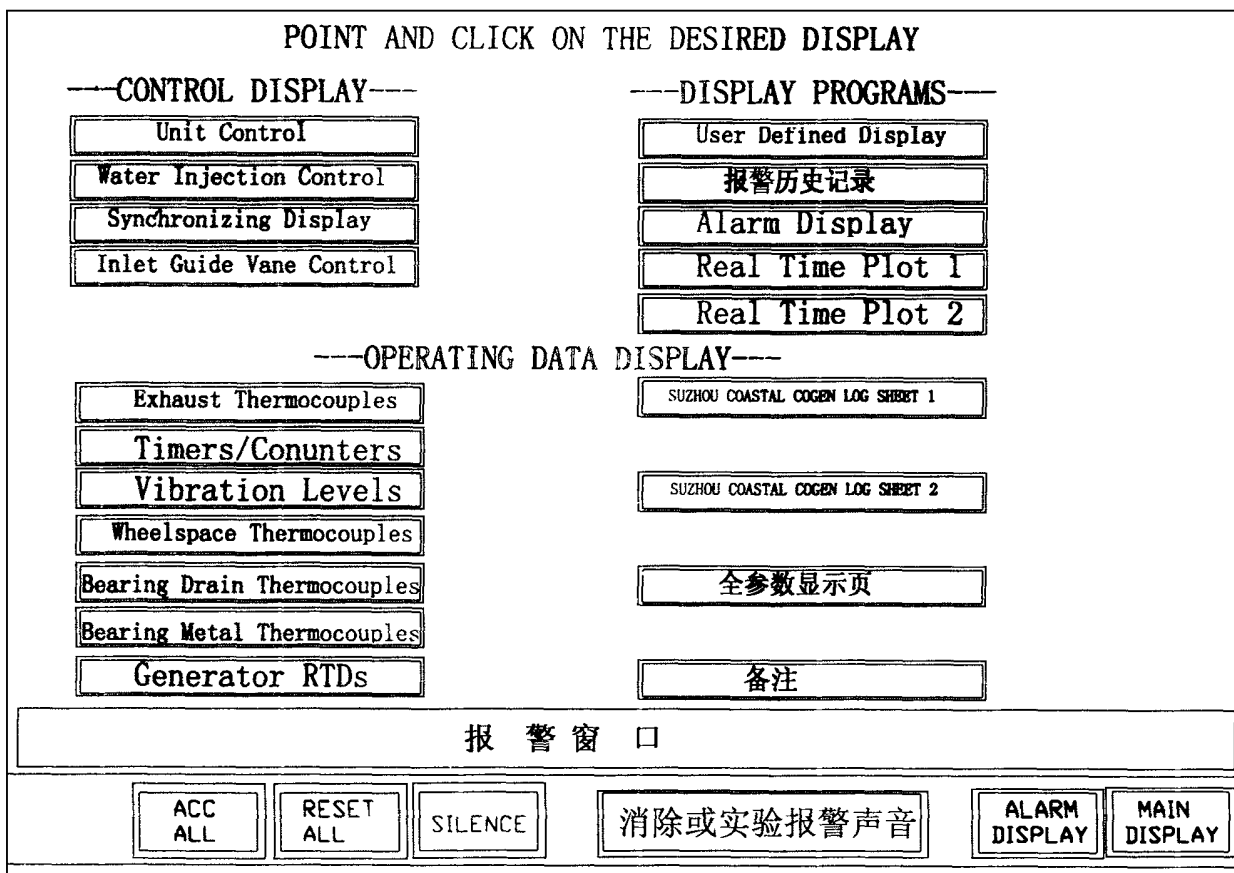 POINT AND CLICK ON THE DESIRED DISPLAY
---CONTROL DISPLAY---
Unit Control
Water Injection Control
Synchronizing Display
Inlet Guide Vane Control
---DISPLAY PROGRAMS---
User Defined Display
报警历史记录
Alarm Display
Real Time Plot 1
Real Time Plot 2
---OPERATING DATA DISPLAY---
Exhaust Thermocouples
Timers/Conunters
Vibration Levels
Wheelspace Thermocouples
Bearing Drain Thermocouples
Bearing Metal Thermocouples
Generator RTDs
SUZHOU COASTAL COGEN LOG SHEET 1
SUZHOU COASTAL COGEN LOG SHEET 2
全参数显示页
备注
报 警 窗 口
ACC
ALL
RESET
ALL
SILENCE
消除或实验报警声音
ALARM
DISPLAY
MAIN
DISPLAY